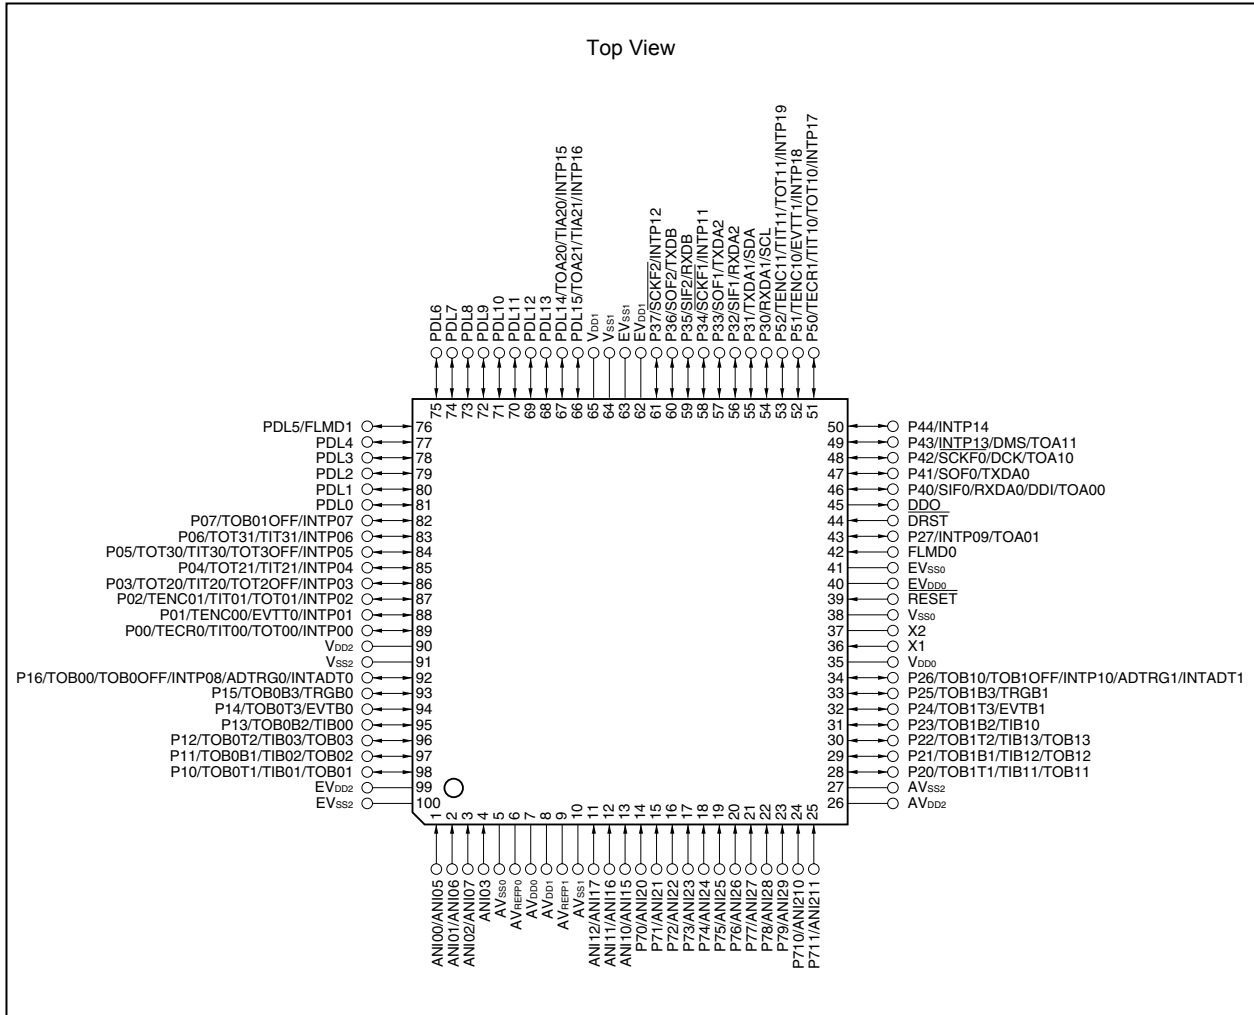 Top View
PDL6
PDL7
PDL8
PDL9
PDL10
PDL11
PDL12
PDL13
PDL14/TOA20/TIA20/INTP15
PDL15/TOA21/TIA21/INTP16
VDD1
VSS1
EVSS1
EVDD1
P37/SCKF2/INTP12
P36/SOF2/TXDB
P35/SIF2/RXDB
P34/SCKF1/INTP11
P33/SOF1/TXDA2
P32/SIF1/RXDA2
P31/TXDA1/SDA
P30/RXDA1/SCL
P52/TENC11/TIT11/TOT11/INTP19
P51/TENC10/EVTT1/INTP18
P50/TECR1/TIT10/TOT10/INTP17
75
74
73
72
71
70
69
68
67
66
65
64
63
62
61
60
59
58
57
56
55
54
53
52
51
PDL5/FLMD1 76
PDL4 77
PDL3 78
PDL2 79
PDL1 80
PDL0 81
P07/TOB01OFF/INTP07 82
P06/TOT31/TIT31/INTP06 83
P05/TOT30/TIT30/TOT3OFF/INTP05 84
P04/TOT21/TIT21/INTP04 85
P03/TOT20/TIT20/TOT2OFF/INTP03 86
P02/TENC01/TIT01/TOT01/INTP02 87
P01/TENC00/EVTT0/INTP01 88
P00/TECR0/TIT00/TOT00/INTP00 89
VDD2 90
VSS2 91
P16/TOB00/TOB0OFF/INTP08/ADTRG0/INTADT0 92
P15/TOB0B3/TRGB0 93
P14/TOB0T3/EVTB0 94
P13/TOB0B2/TIB00 95
P12/TOB0T2/TIB03/TOB03 96
P11/TOB0B1/TIB02/TOB02 97
P10/TOB0T1/TIB01/TOB01 98
EVDD2 99
EVSS2 100
50 P44/INTP14
49 P43/INTP13/DMS/TOA11
48 P42/SCKF0/DCK/TOA10
47 P41/SOF0/TXDA0
46 P40/SIF0/RXDA0/DDI/TOA00
45 DDO
44 DRST
43 P27/INTP09/TOA01
42 FLMD0
41 EVSS0
40 EVDD0
39 RESET
38 VSS0
37 X2
36 X1
35 VDD0
34 P26/TOB10/TOB1OFF/INTP10/ADTRG1/INTADT1
33 P25/TOB1B3/TRGB1
32 P24/TOB1T3/EVTB1
31 P23/TOB1B2/TIB10
30 P22/TOB1T2/TIB13/TOB13
29 P21/TOB1B1/TIB12/TOB12
28 P20/TOB1T1/TIB11/TOB11
27 AVSS2
26 AVDD2
1
2
3
4
5
6
7
8
9
10
11
12
13
14
15
16
17
18
19
20
21
22
23
24
25
ANI00/ANI05
ANI01/ANI06
ANI02/ANI07
ANI03
AVSS0
AVREFP0
AVDD0
AVDD1
AVREFP1
AVSS1
ANI12/ANI17
ANI11/ANI16
ANI10/ANI15
P70/ANI20
P71/ANI21
P72/ANI22
P73/ANI23
P74/ANI24
P75/ANI25
P76/ANI26
P77/ANI27
P78/ANI28
P79/ANI29
P710/ANI210
P711/ANI211